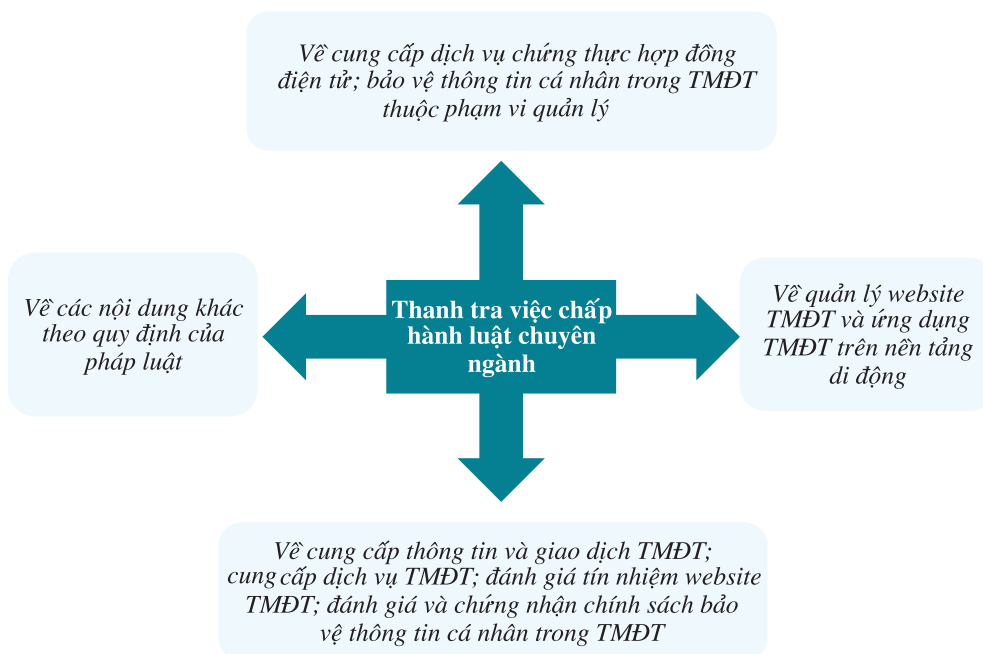 Về cung cấp dịch vụ chứng thực hợp đồng
điện tử; bảo vệ thông tin cá nhân trong TMĐT
thuộc phạm vi quản lý
Về các nội dung khác
theo quy định của
pháp luật
Thanh tra việc chấp
hành luật chuyên
ngành
Về quản lý website
TMĐT và ứng dụng
TMĐT trên nền tảng
di động
Về cung cấp thông tin và giao dịch TMĐT;
cung cấp dịch vụ TMĐT; đánh giá tín nhiệm website
TMĐT; đánh giá và chứng nhận chính sách bảo
vệ thông tin cá nhân trong TMĐT